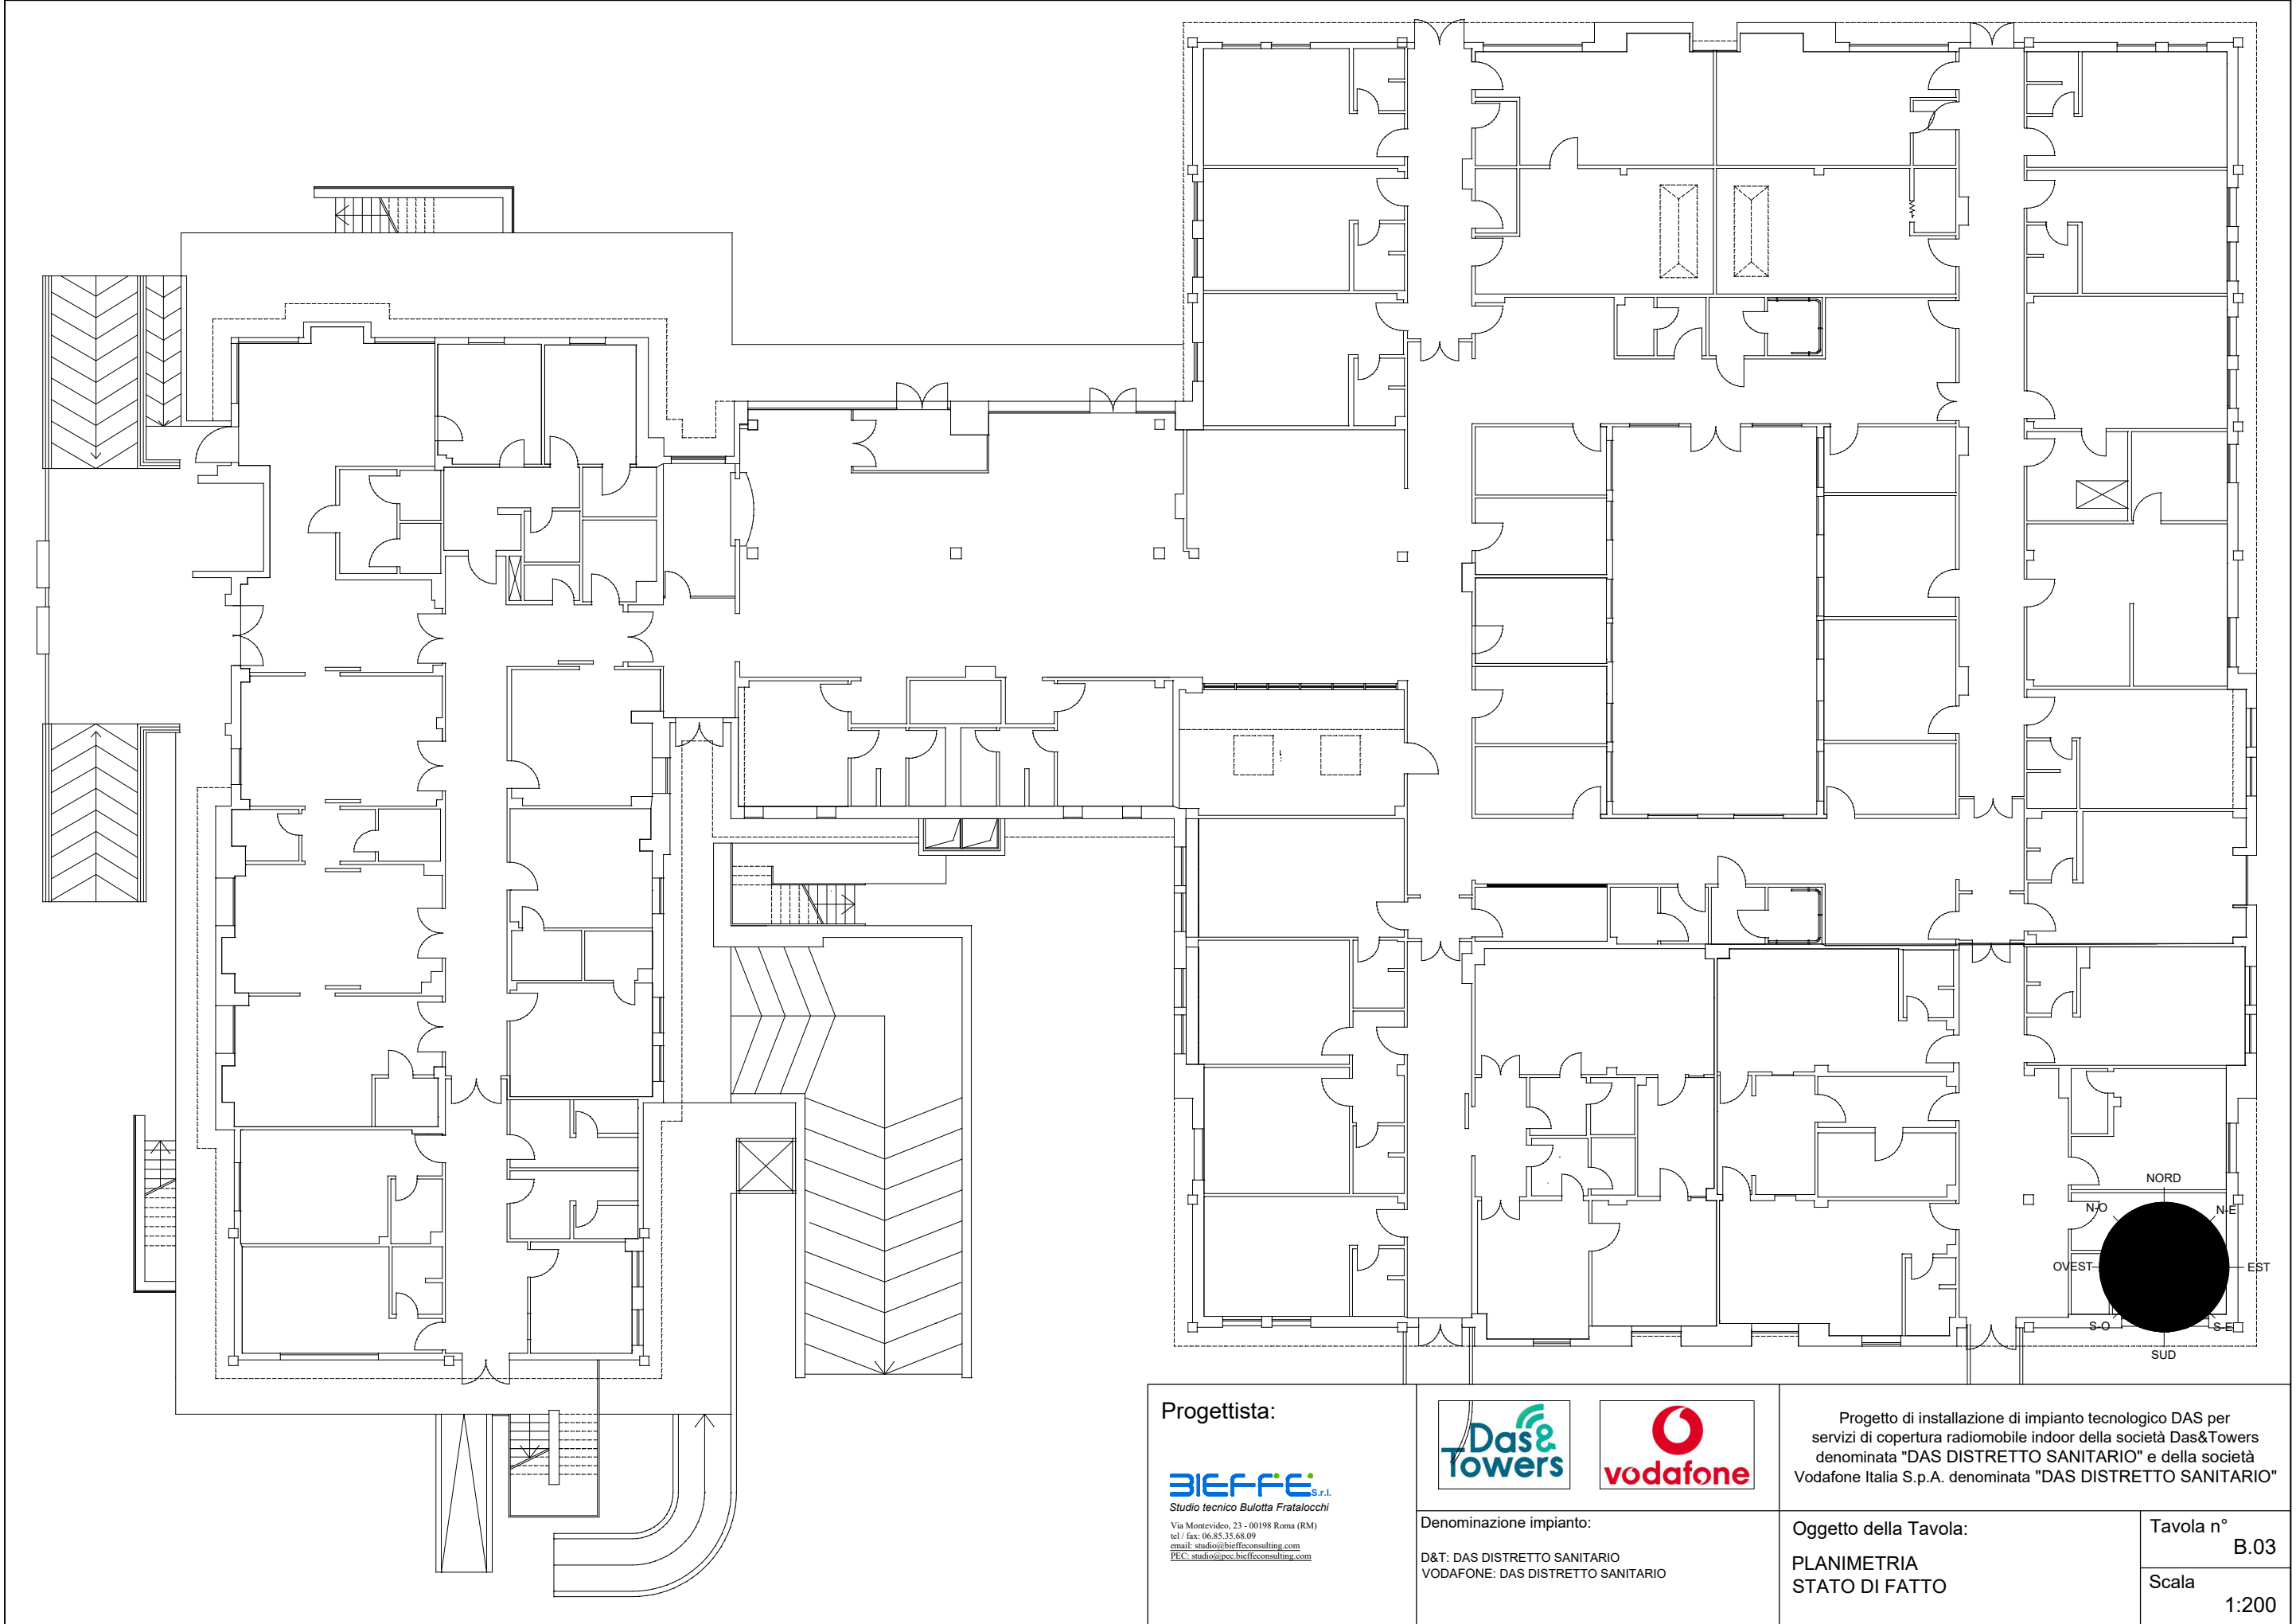 NORD
N-O
N-E
OVEST
EST
S-O
S-E
SUD
Progettista:
BIEFFE S.r.l.
Studio tecnico Bulotta Fratalocchi
Via Montevideo, 23 - 00198 Roma (RM)
tel / fax: 06.85.35.68.09
email: studio@bieffeconsulting.com
PEC: studio@pec.bieffeconsulting.com
Das&
Towers
vodafone
Progetto di installazione di impianto tecnologico DAS per
servizi di copertura radiomobile indoor della società Das&Towers
denominata "DAS DISTRETTO SANITARIO" e della società
Vodafone Italia S.p.A. denominata "DAS DISTRETTO SANITARIO"
Denominazione impianto:
D&T: DAS DISTRETTO SANITARIO
VODAFONE: DAS DISTRETTO SANITARIO
Oggetto della Tavola:
PLANIMETRIA
STATO DI FATTO
Tavola n°
B.03
Scala
1:200